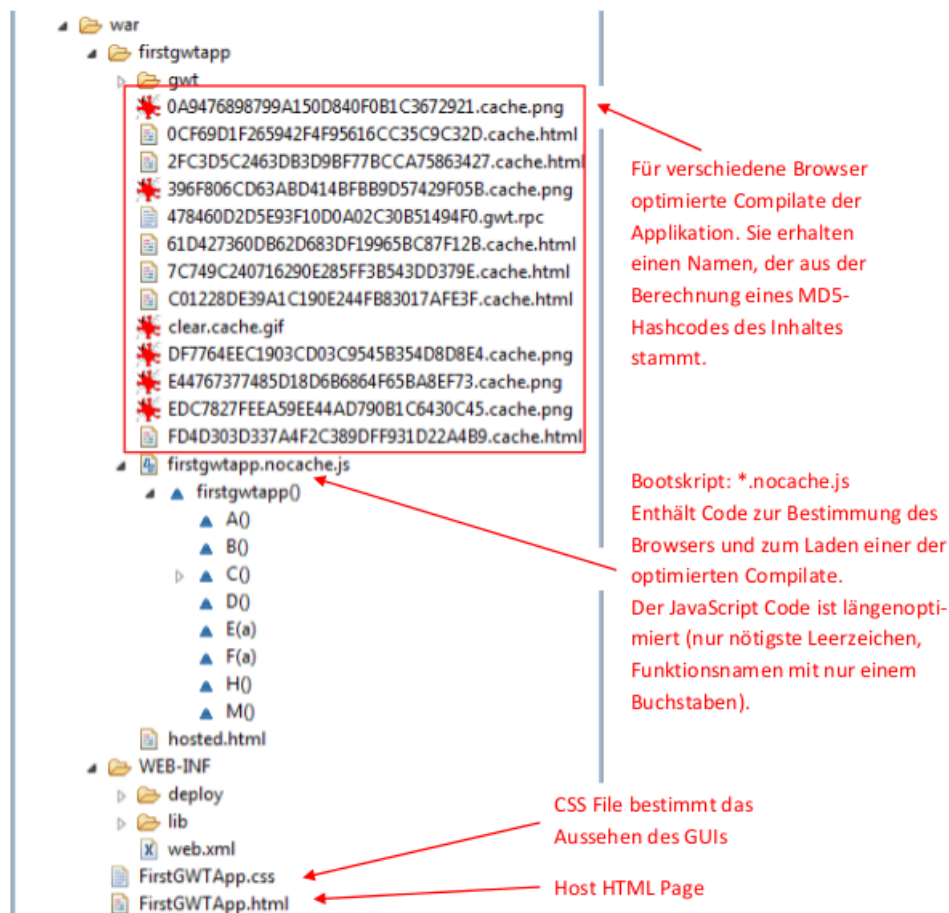 war
firstgwtapp
gwt
0A9476898799A150D840F0B1C3672921.cache.png
0CF69D1F265942F4F95616CC35C9C32D.cache.html
2FC3D5C2463DB3D9BF77BCCA75863427.cache.html
396F806CD63ABD414BFBB9D57429F05B.cache.png
478460D2D5E93F10D0A02C30B51494F0.gwt.rpc
61D427360DB62D683DF19965BC87F12B.cache.html
7C749C240716290E285FF3B543DD379E.cache.html
C01228DE39A1C190E244FB83017AFE3F.cache.html
clear.cache.gif
DF7764EEC1903CD03C9545B354D8D8E4.cache.png
E44767377485D18D6B6864F65BA8EF73.cache.png
EDC7827FEEA59EE44AD790B1C6430C45.cache.png
FD4D303D337A4F2C389DFF931D22A4B9.cache.html
firstgwtapp.nocache.js
firstgwtapp()
A()
B()
C()
D()
E(a)
F(a)
H()
M()
hosted.html
WEB-INF
deploy
lib
web.xml
FirstGWTApp.css
FirstGWTApp.html
Für verschiedene Browser
optimierte Compilate der
Applikation. Sie erhalten
einen Namen, der aus der
Berechnung eines MD5-
Hashcodes des Inhaltes
stammt.
Bootskript: *.nocache.js
Enthält Code zur Bestimmung des
Browsers und zum Laden einer der
optimierten Compilate.
Der JavaScript Code ist längenopti-
miert (nur nötigste Leerzeichen,
Funktionsnamen mit nur einem
Buchstaben).
CSS File bestimmt das
Aussehen des GUIs
Host HTML Page